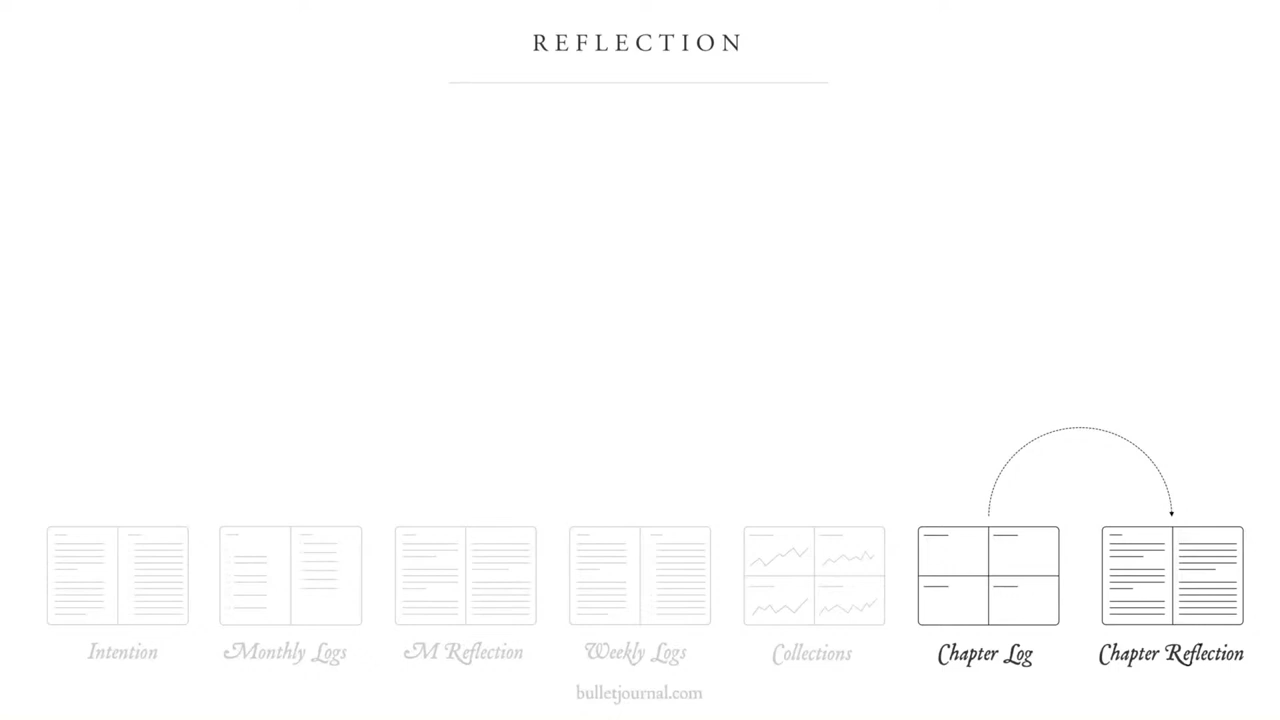 REFLECTION
Intention
Monthly Logs
M Reflection
Weekly Logs
Collections
Chapter Log
Chapter Reflection
bulletjournal.com